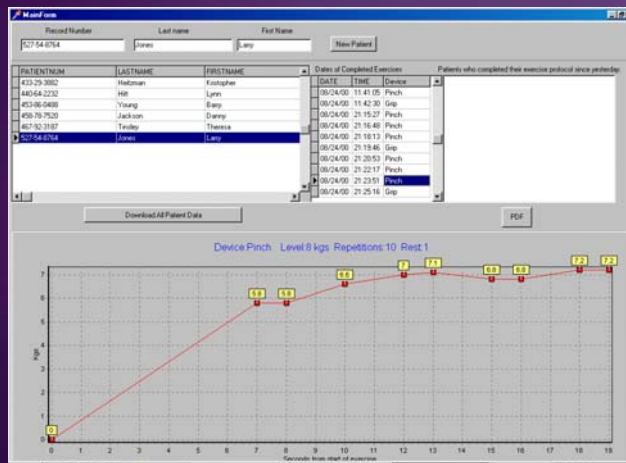 MainForm
Record Number Last name First Name
527-54-8764 Jones Larry New Patient
Dates of Completed Exercises Patients who completed their exercise protocol since yesterday.
PATIENTNUM LASTNAME FIRSTNAME DATE TIME Device
433-29-3882 Heitzman Kristopher 08/24/00 11:41:05 Pinch
440-64-2232 Hitt Lynn 08/24/00 11:42:30 Grip
453-86-0488 Young Barry 08/24/00 21:15:27 Pinch
458-78-7520 Jackson Danny 08/24/00 21:16:48 Pinch
467-92-3187 Tinsley Theresa 08/24/00 21:18:13 Pinch
527-54-8764 Jones Larry 08/24/00 21:19:46 Grip
08/24/00 21:20:53 Pinch
08/24/00 21:22:17 Pinch
08/24/00 21:23:51 Pinch
08/24/00 21:25:16 Grip
Download All Patient Data PDF
Device:Pinch Level:8 kgs Repetitions:10 Rest:1
Kgs
7
6
5
4
3
2
1
0
0 5.8 5.8 6.6 7 7.1 6.8 6.8 7.2 7.2
0 1 2 3 4 5 6 7 8 9 10 11 12 13 14 15 16 17 18 19
Seconds from start of exercise